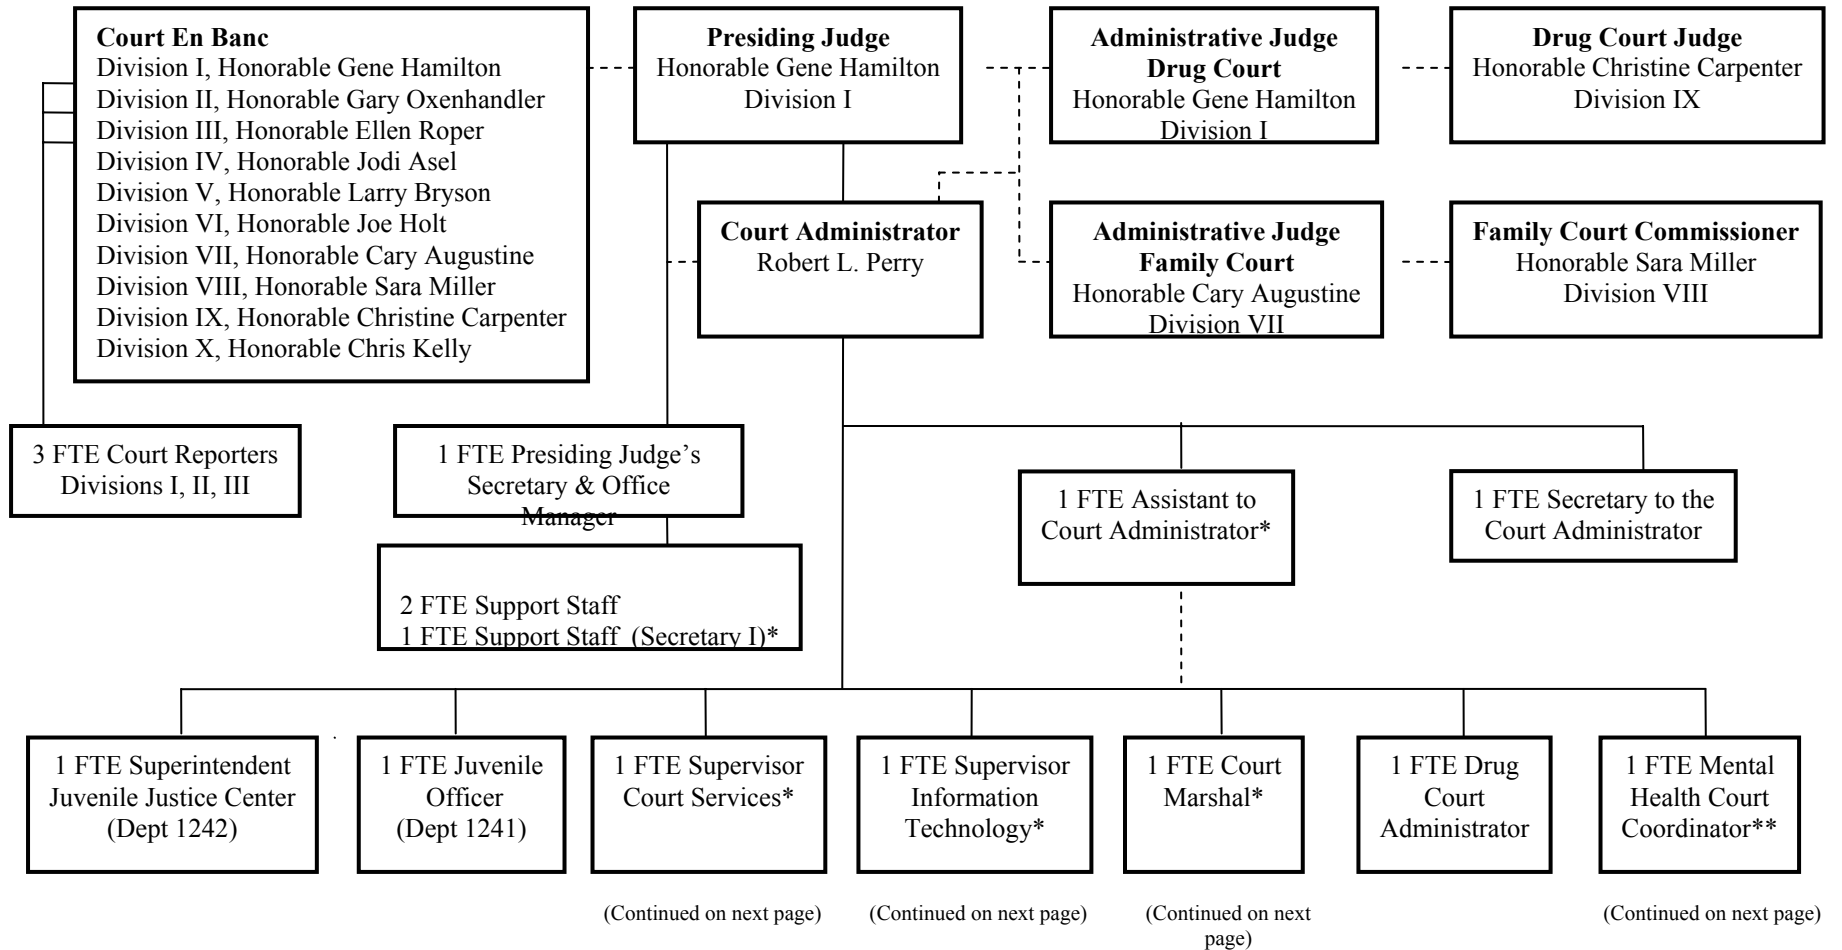 Court En Banc
Division I, Honorable Gene Hamilton
Division II, Honorable Gary Oxenhandler
Division III, Honorable Ellen Roper
Division IV, Honorable Jodi Asel
Division V, Honorable Larry Bryson
Division VI, Honorable Joe Holt
Division VII, Honorable Cary Augustine
Division VIII, Honorable Sara Miller
Division IX, Honorable Christine Carpenter
Division X, Honorable Chris Kelly
Presiding Judge
Honorable Gene Hamilton
Division I
Administrative Judge
Drug Court
Honorable Gene Hamilton
Division I
Drug Court Judge
Honorable Christine Carpenter
Division IX
Court Administrator
Robert L. Perry
Administrative Judge
Family Court
Honorable Cary Augustine
Division VII
Family Court Commissioner
Honorable Sara Miller
Division VIII
3 FTE Court Reporters
Divisions I, II, III
1 FTE Presiding Judge’s
Secretary & Office
Manager
1 FTE Assistant to
Court Administrator*
1 FTE Secretary to the
Court Administrator
2 FTE Support Staff
1 FTE Support Staff (Secretary I)*
1 FTE Superintendent
Juvenile Justice Center
(Dept 1242)
1 FTE Juvenile
Officer
(Dept 1241)
1 FTE Supervisor
Court Services*
1 FTE Supervisor
Information
Technology*
1 FTE Court
Marshal*
1 FTE Drug
Court
Administrator
1 FTE Mental
Health Court
Coordinator**
(Continued on next page)
(Continued on next page)
(Continued on next
page)
(Continued on next page)